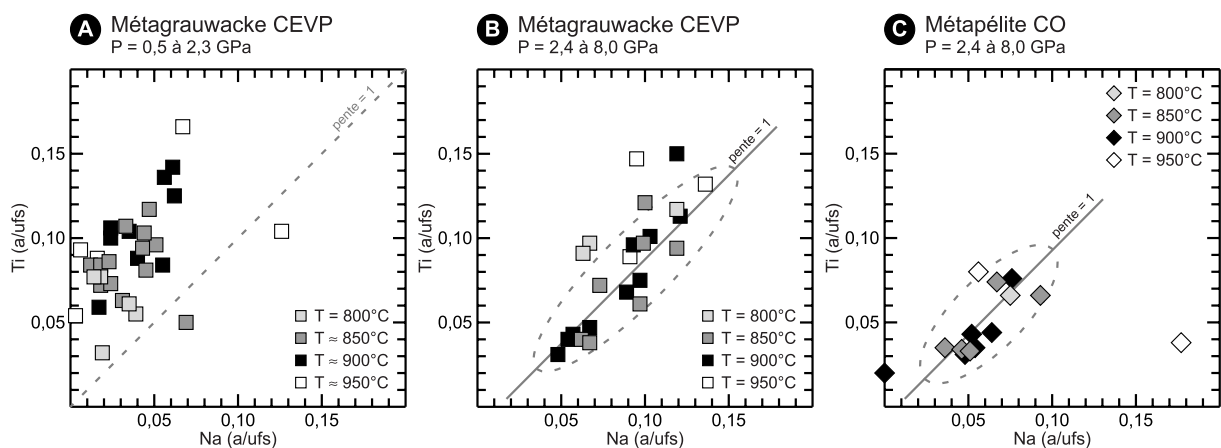 A Métagrauwacke CEVP
P = 0,5 à 2,3 GPa
Ti (a/ufs)
0,15
0,10
0,05
pente = 1
T = 800°C
T ≈ 850°C
T ≈ 900°C
T ≈ 950°C
0,05 0,10 0,15
Na (a/ufs)
B Métagrauwacke CEVP
P = 2,4 à 8,0 GPa
Ti (a/ufs)
0,15
0,10
0,05
pente = 1
T = 800°C
T = 850°C
T = 900°C
T = 950°C
0,05 0,10 0,15
Na (a/ufs)
C Métapélite CO
P = 2,4 à 8,0 GPa
Ti (a/ufs)
T = 800°C
T = 850°C
T = 900°C
T = 950°C
0,15
0,10
0,05
pente = 1
0,05 0,10 0,15
Na (a/ufs)